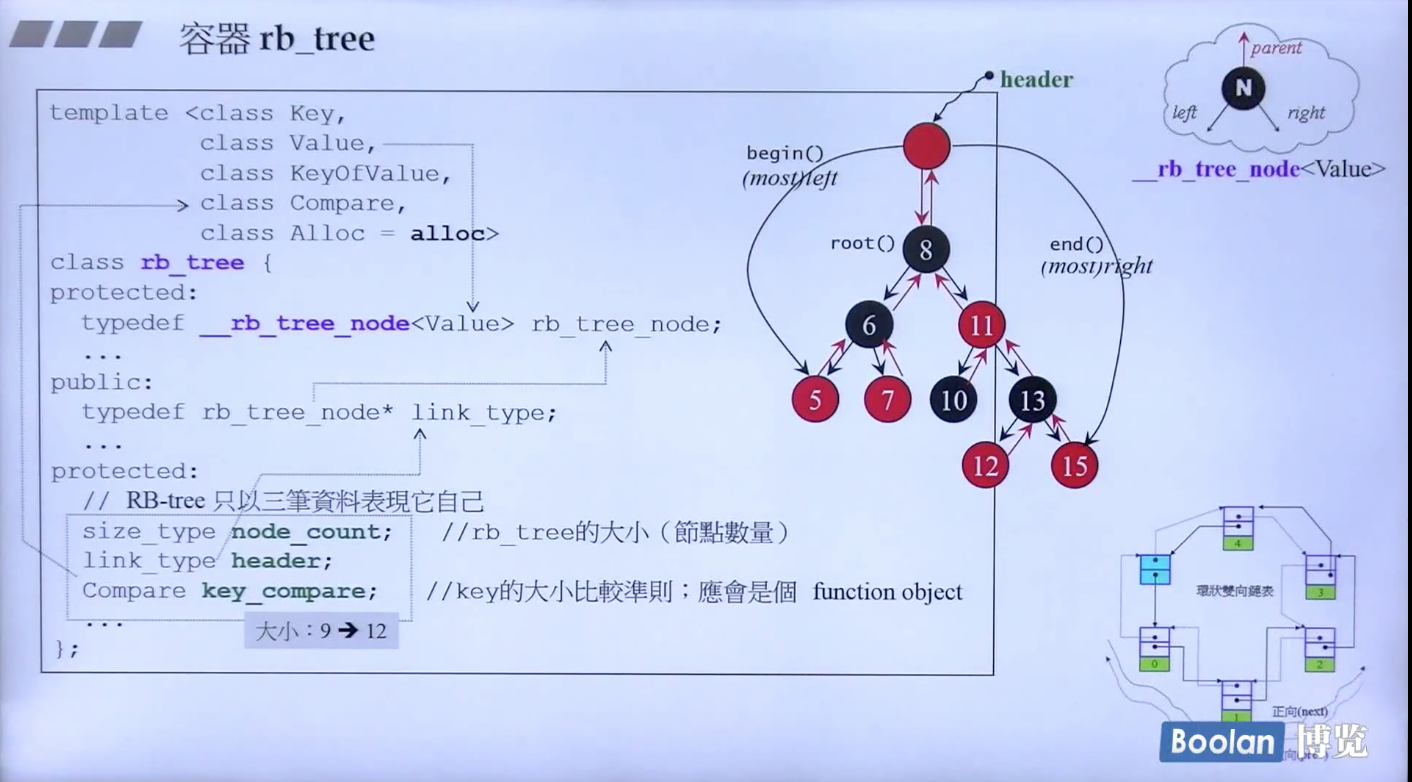 容器 rb_tree
template <class Key,
class Value,
class KeyOfValue,
class Compare,
class Alloc = alloc>
class rb_tree {
protected:
typedef __rb_tree_node<Value> rb_tree_node;
...
public:
typedef rb_tree_node* link_type;
...
protected:
// RB-tree 只以三筆資料表現它自己
size_type node_count; //rb_tree的大小（節點數量）
link_type header;
Compare key_compare; //key的大小比較準則；應會是個 function object
...
大小：9 ➔ 12
};
header
begin()
(most)left
root()
end()
(most)right
8
6
11
5
7
10
13
12
15
parent
N
left
right
__rb_tree_node<Value>
4
3
環狀雙向鏈表
0
2
1
正向(next)
Boolan 博览